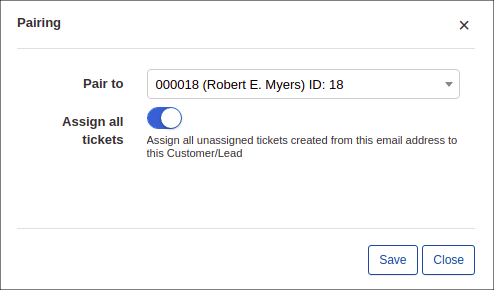 Pairing
×
Pair to
000018 (Robert E. Myers) ID: 18
Assign all
tickets
Assign all unassigned tickets created from this email address to
this Customer/Lead
Save
Close